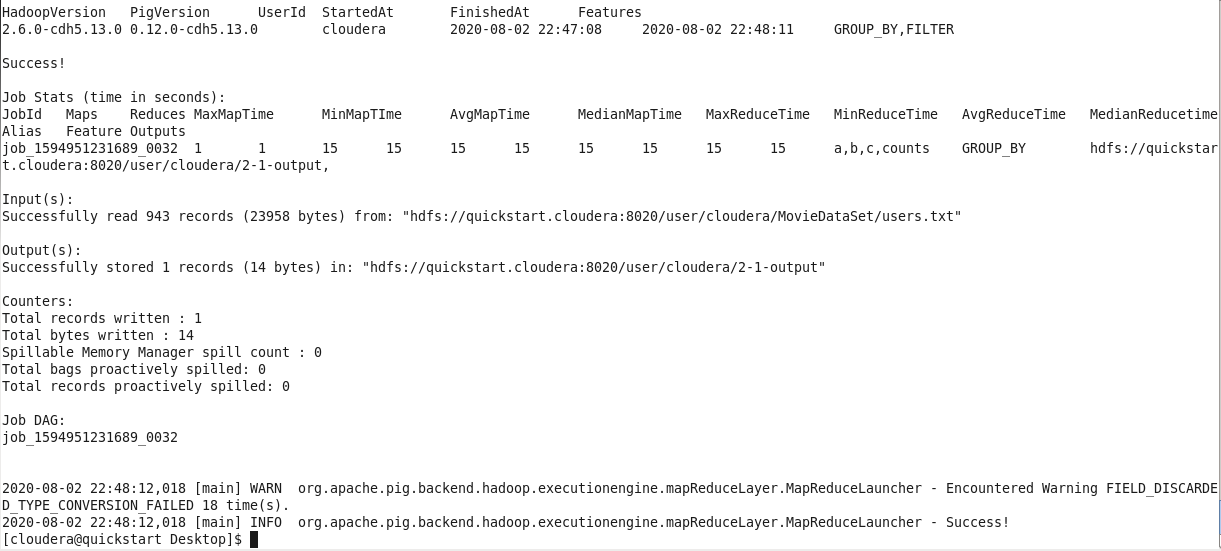 HadoopVersion   PigVersion      UserId  StartedAt       FinishedAt      Features
2.6.0-cdh5.13.0 0.12.0-cdh5.13.0        cloudera        2020-08-02 22:47:08     2020-08-02 22:48:11     GROUP_BY,FILTER
Success!
Job Stats (time in seconds):
JobId   Maps    Reduces MaxMapTime      MinMapTIme      AvgMapTime      MedianMapTime   MaxReduceTime   MinReduceTime   AvgReduceTime   MedianReducetime
Alias   Feature Outputs
job_1594951231689_0032  1       1       15      15      15      15      15      15      15      15      a,b,c,counts    GROUP_BY        hdfs://quickstar
t.cloudera:8020/user/cloudera/2-1-output,
Input(s):
Successfully read 943 records (23958 bytes) from: "hdfs://quickstart.cloudera:8020/user/cloudera/MovieDataSet/users.txt"
Output(s):
Successfully stored 1 records (14 bytes) in: "hdfs://quickstart.cloudera:8020/user/cloudera/2-1-output"
Counters:
Total records written : 1
Total bytes written : 14
Spillable Memory Manager spill count : 0
Total bags proactively spilled: 0
Total records proactively spilled: 0
Job DAG:
job_1594951231689_0032
2020-08-02 22:48:12,018 [main] WARN  org.apache.pig.backend.hadoop.executionengine.mapReduceLayer.MapReduceLauncher - Encountered Warning FIELD_DISCARDE
D_TYPE_CONVERSION_FAILED 18 time(s).
2020-08-02 22:48:12,018 [main] INFO  org.apache.pig.backend.hadoop.executionengine.mapReduceLayer.MapReduceLauncher - Success!
[cloudera@quickstart Desktop]$